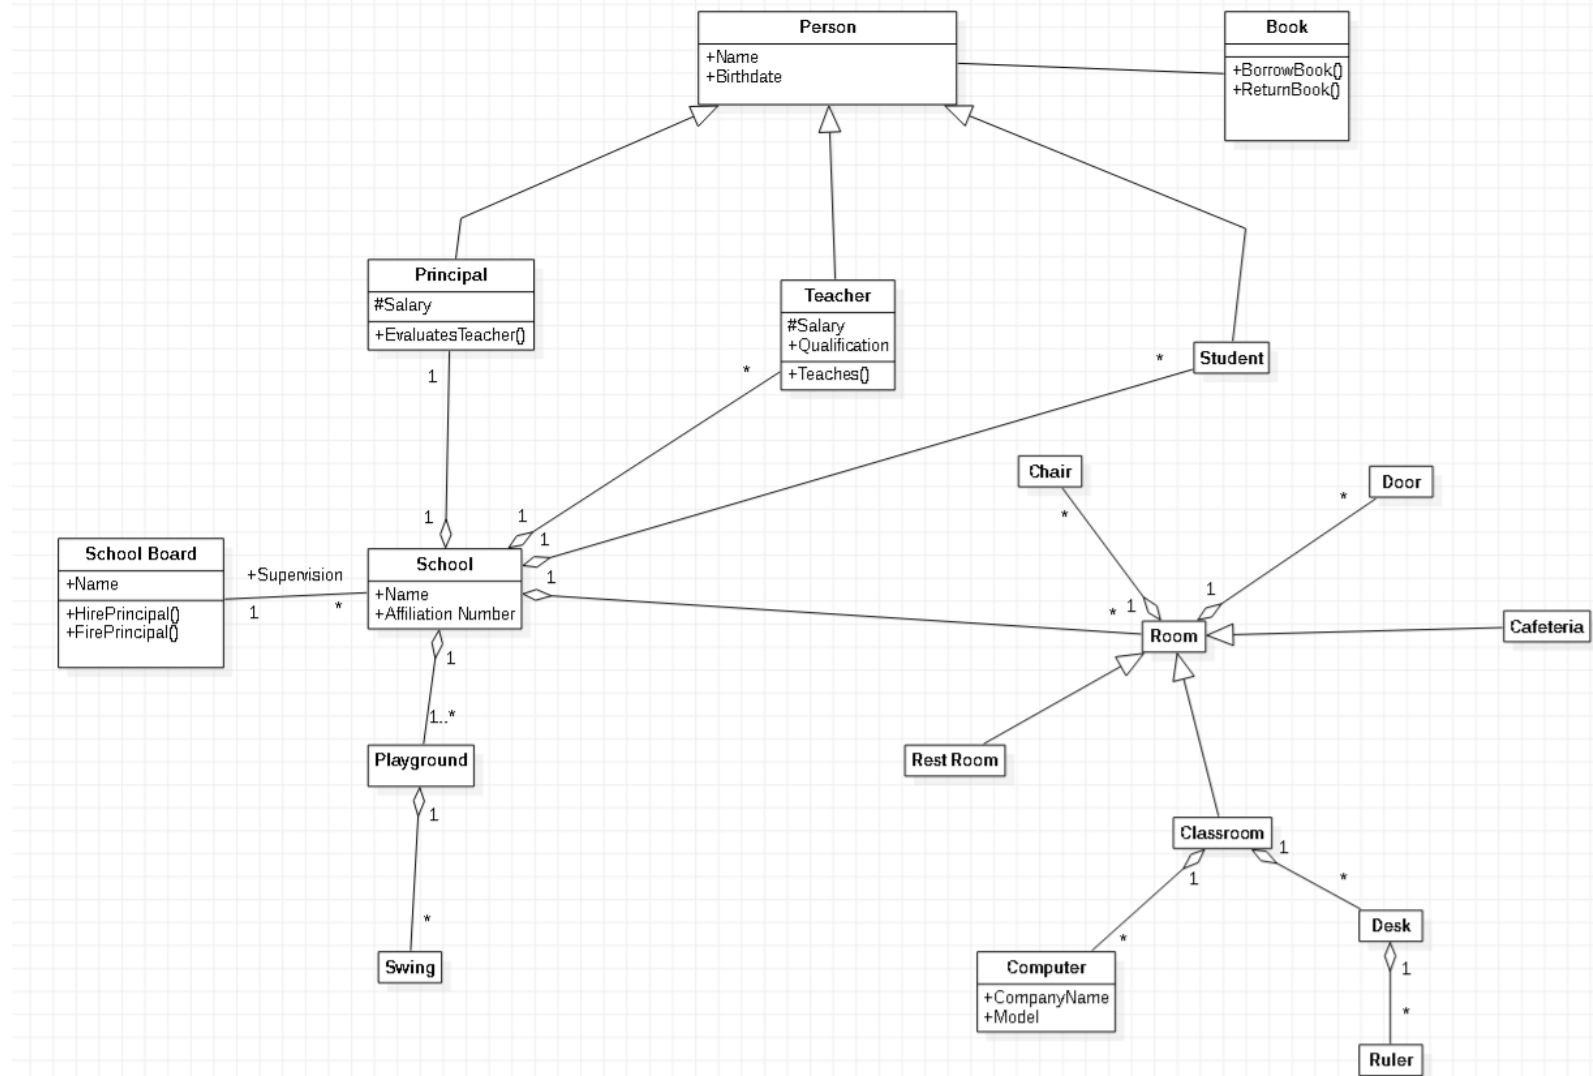 Person
+Name
+Birthdate
Book
+BorrowBook()
+ReturnBook()
Principal
#Salary
+EvaluatesTeacher()
1
Teacher
#Salary
+Qualification
+Teaches()
*
Student
*
Chair
*
Door
*
1
1
1
1
School Board
+Name
+HirePrincipal()
+FirePrincipal()
+Supervision
1
*
School
+Name
+Affiliation Number
*
1
1
Room
Cafeteria
1
1..*
Playground
1
Rest Room
Classroom
1
1
*
*
*
Swing
Computer
+CompanyName
+Model
Desk
1
*
Ruler